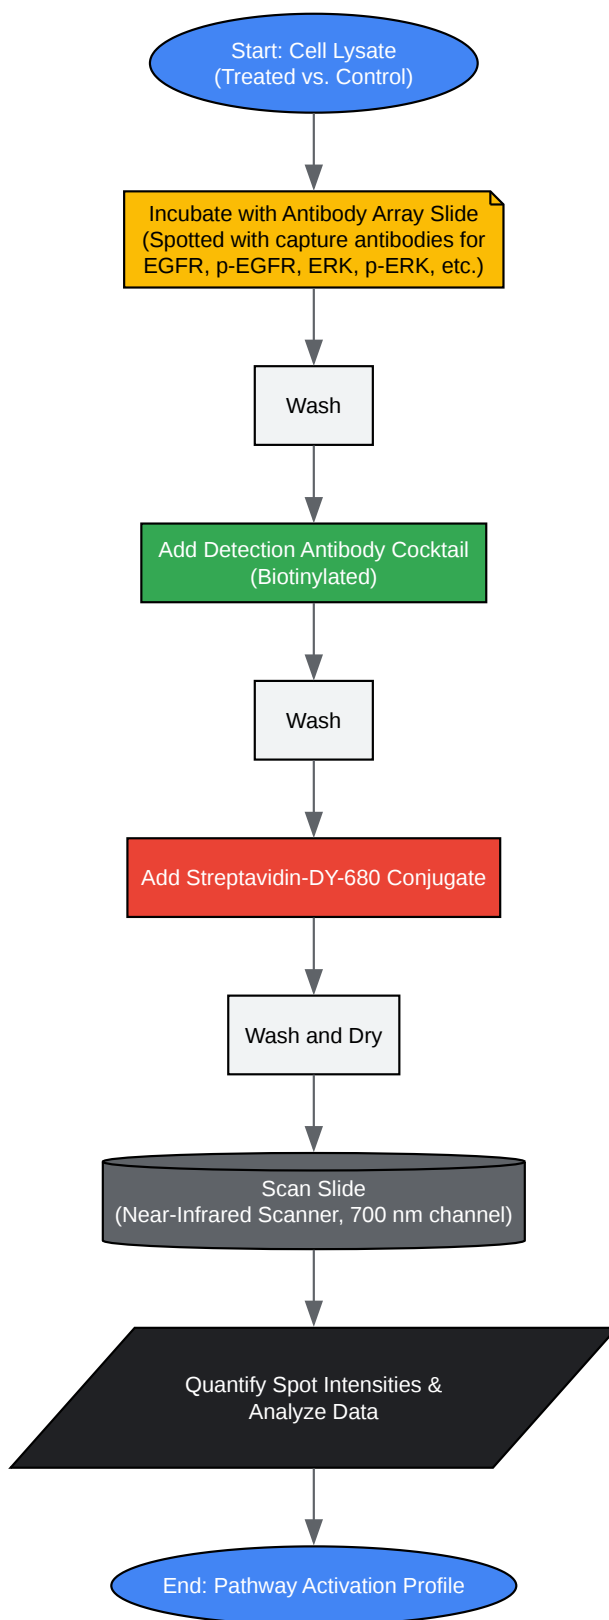 Start: Cell Lysate
(Treated vs. Control)
Incubate with Antibody Array Slide
(Spotted with capture antibodies for
EGFR, p-EGFR, ERK, p-ERK, etc.)
Wash
Add Detection Antibody Cocktail
(Biotinylated)
Wash
Add Streptavidin-DY-680 Conjugate
Wash and Dry
Scan Slide
(Near-Infrared Scanner, 700 nm channel)
Quantify Spot Intensities &
Analyze Data
End: Pathway Activation Profile